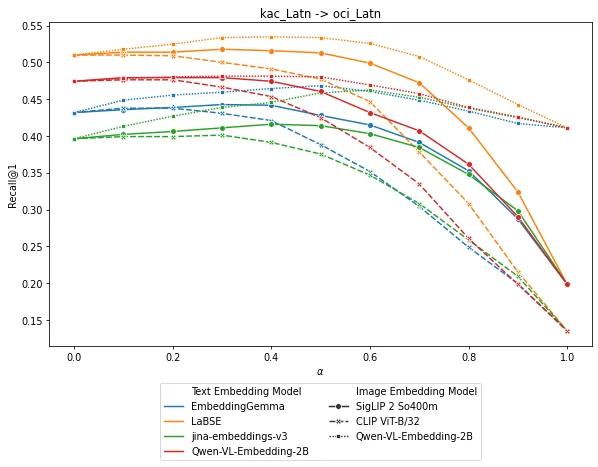 kac_Latn -> oci_Latn
Recall@1
0.55
0.50
0.45
0.40
0.35
0.30
0.25
0.20
0.15
0.0
0.2
0.4
0.6
0.8
1.0
α
Text Embedding Model
EmbeddingGemma
LaBSE
jina-embeddings-v3
Qwen-VL-Embedding-2B
Image Embedding Model
SigLIP 2 So400m
CLIP ViT-B/32
Qwen-VL-Embedding-2B